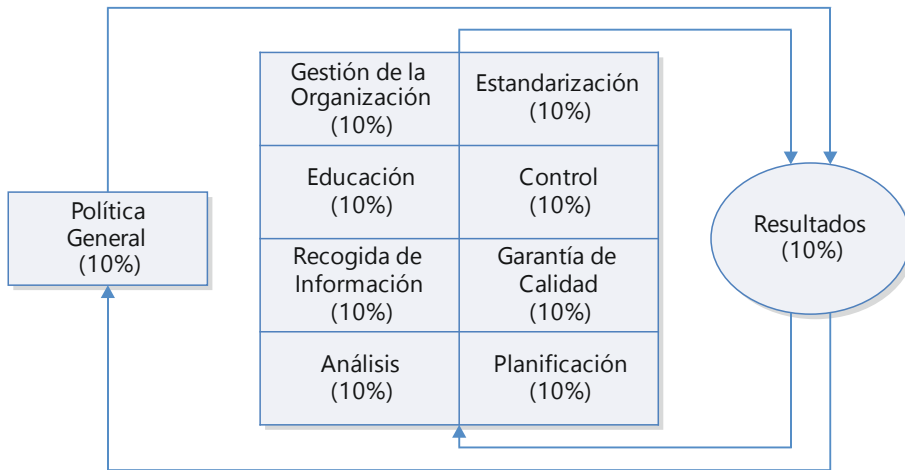 Política
General
(10%)
Gestión de la
Organización
(10%)
Estandarización
(10%)
Educación
(10%)
Control
(10%)
Recogida de
Información
(10%)
Garantía de
Calidad
(10%)
Análisis
(10%)
Planificación
(10%)
Resultados
(10%)